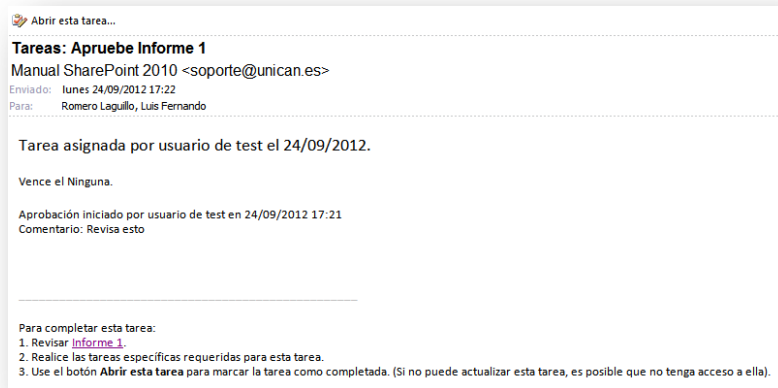 Abrir esta tarea...
Tareas: Apruebe Informe 1
Manual SharePoint 2010 <soporte@unican.es>
Enviado: lunes 24/09/2012 17:22
Para: Romero Laguillo, Luis Fernando
Tarea asignada por usuario de test el 24/09/2012.
Vence el Ninguna.
Aprobación iniciado por usuario de test en 24/09/2012 17:21
Comentario: Revisa esto
Para completar esta tarea:
1. Revisar Informe 1.
2. Realice las tareas específicas requeridas para esta tarea.
3. Use el botón Abrir esta tarea para marcar la tarea como completada. (Si no puede actualizar esta tarea, es posible que no tenga acceso a ella).